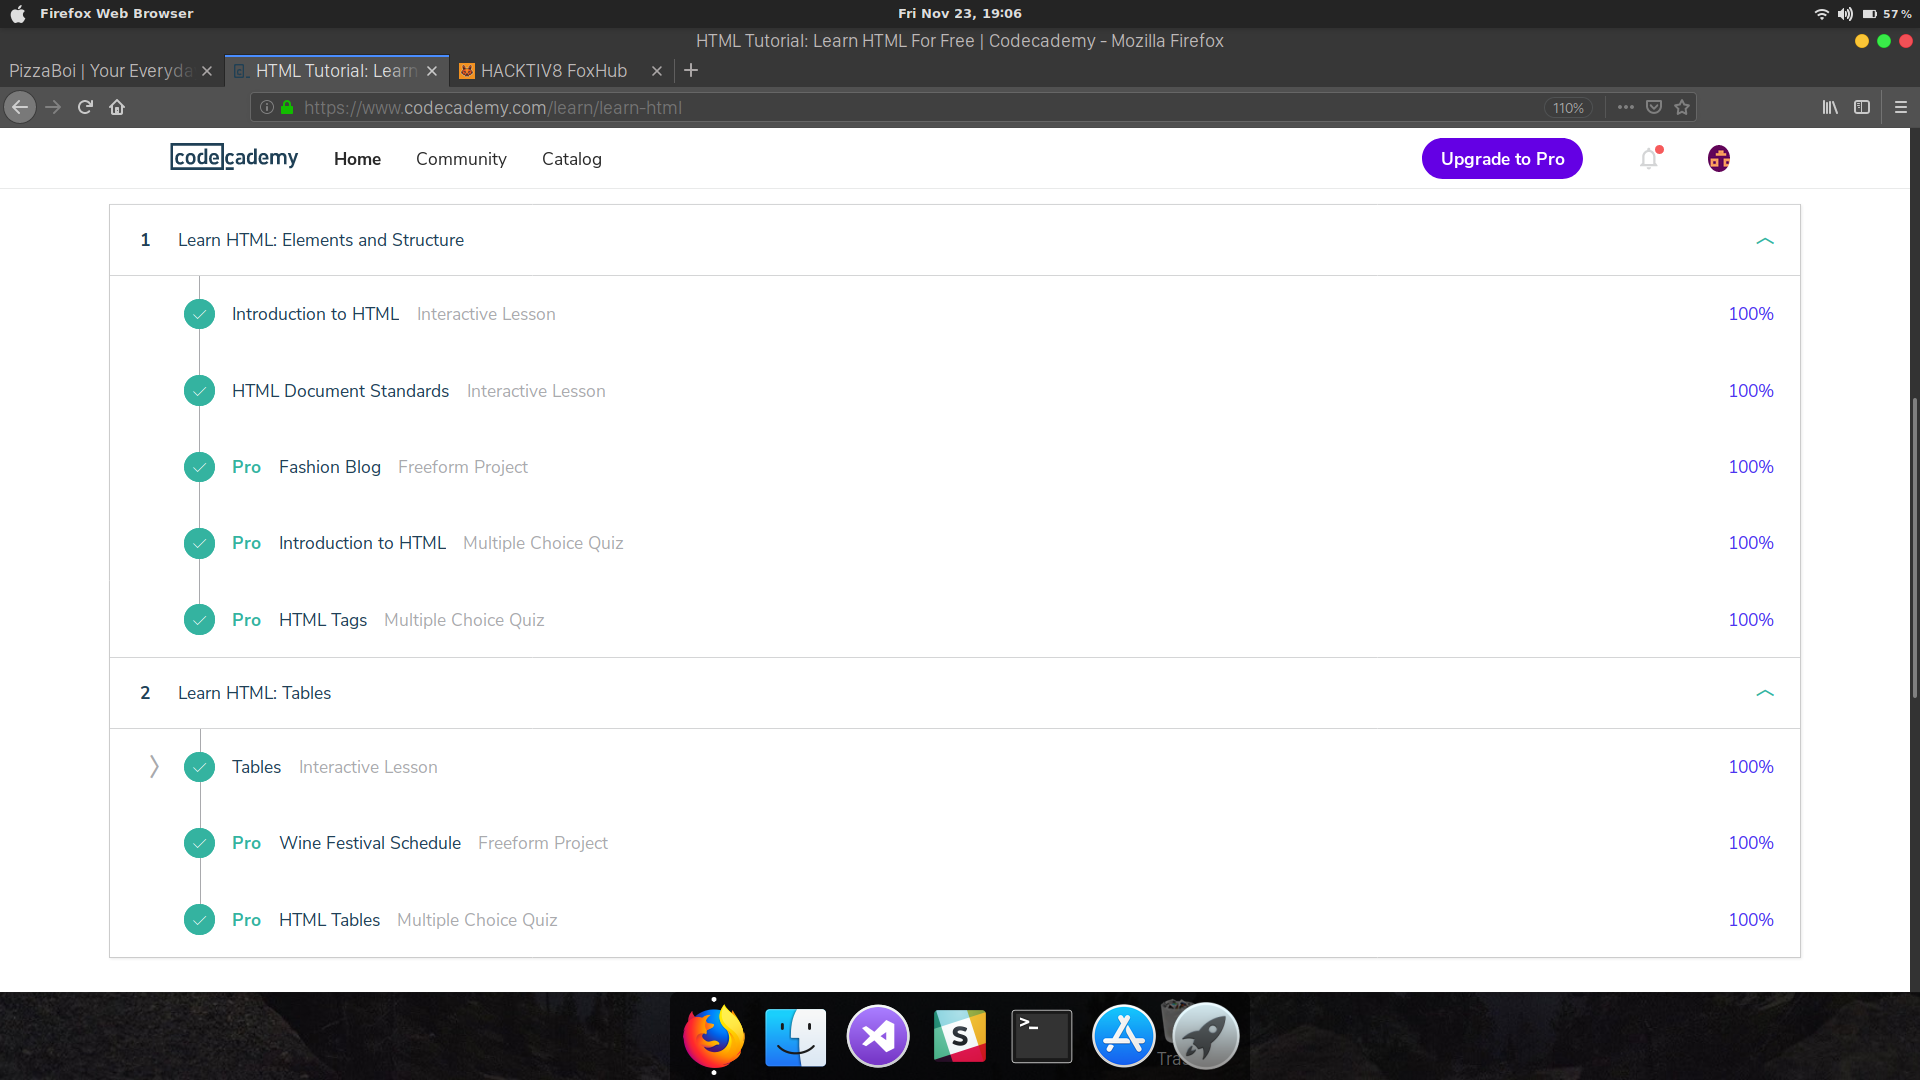 Firefox Web Browser Fri Nov 23, 19:06 57 %
HTML Tutorial: Learn HTML For Free | Codecademy - Mozilla Firefox
PizzaBoi | Your Everyda HTML Tutorial: Learn HACKTIV8 FoxHub
https://www.codecademy.com/learn/learn-html 110%
codecademy Home Community Catalog Upgrade to Pro
1 Learn HTML: Elements and Structure
Introduction to HTML Interactive Lesson 100%
HTML Document Standards Interactive Lesson 100%
Pro Fashion Blog Freeform Project 100%
Pro Introduction to HTML Multiple Choice Quiz 100%
Pro HTML Tags Multiple Choice Quiz 100%
2 Learn HTML: Tables
Tables Interactive Lesson 100%
Pro Wine Festival Schedule Freeform Project 100%
Pro HTML Tables Multiple Choice Quiz 100%
S >_